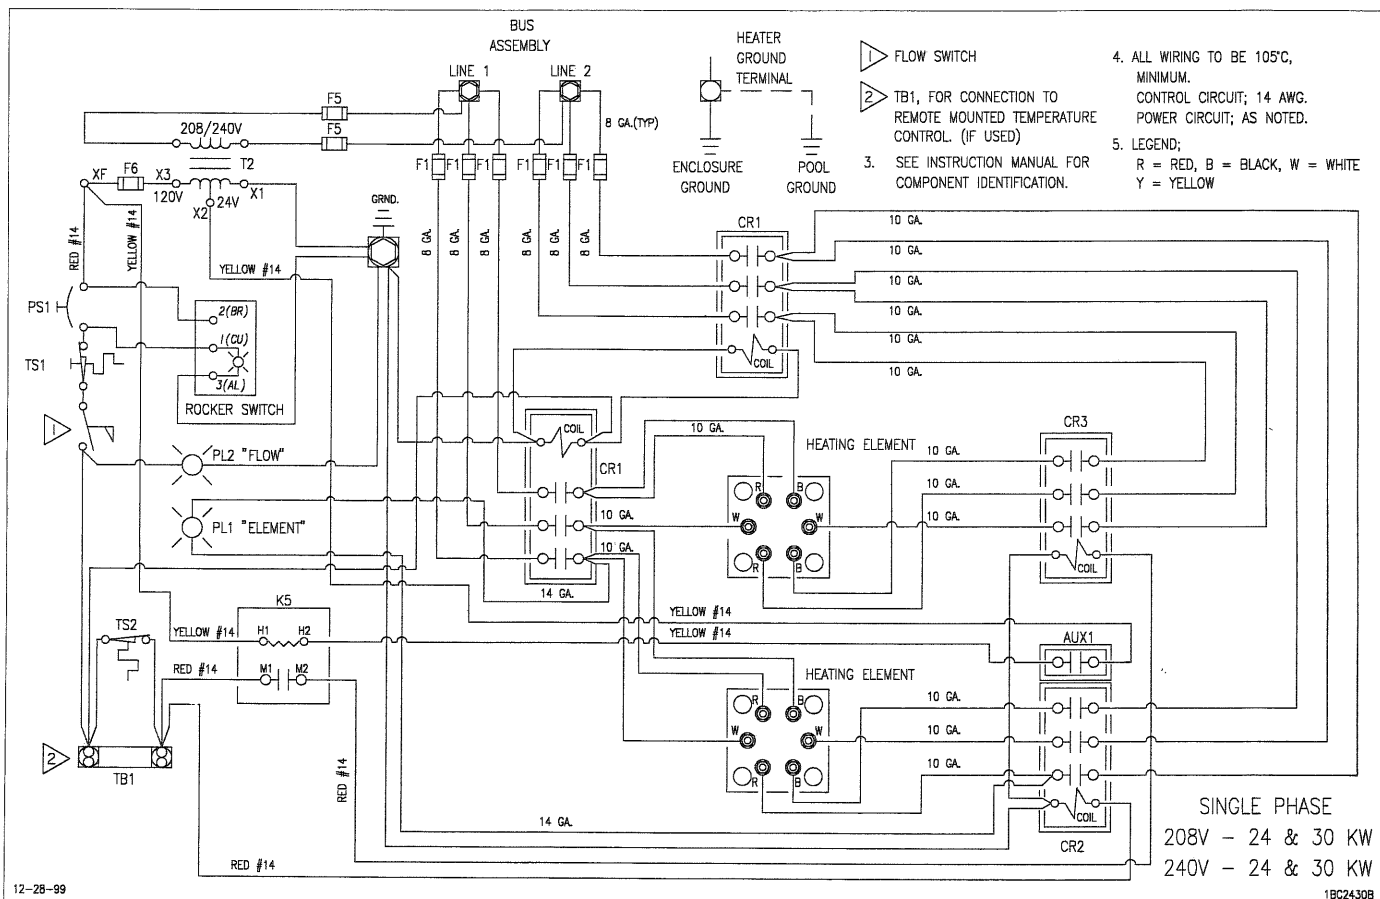 BUS
ASSEMBLY
LINE 1
LINE 2
F5
F5
208/240V
T2
XF
F6
X3
120V
X2
24V
X1
F1
F1
F1
F1
F1
F1
8 GA.(TYP)
HEATER
GROUND
TERMINAL
ENCLOSURE
GROUND
POOL
GROUND
1 FLOW SWITCH
2 TB1, FOR CONNECTION TO
REMOTE MOUNTED TEMPERATURE
CONTROL. (IF USED)
3. SEE INSTRUCTION MANUAL FOR
COMPONENT IDENTIFICATION.
4. ALL WIRING TO BE 105°C,
MINIMUM.
CONTROL CIRCUIT; 14 AWG.
POWER CIRCUIT; AS NOTED.
5. LEGEND;
R = RED, B = BLACK, W = WHITE
Y = YELLOW
GRND.
RED #14
YELLOW #14
YELLOW #14
8 GA.
8 GA.
8 GA.
8 GA.
8 GA.
8 GA.
CR1
COIL
10 GA.
10 GA.
10 GA.
10 GA.
10 GA.
10 GA.
PS1
2(BR)
1(CU)
3(AL)
ROCKER SWITCH
TS1
1
PL2 "FLOW"
PL1 "ELEMENT"
COIL
CR1
10 GA.
10 GA.
10 GA.
14 GA.
HEATING ELEMENT
R
B
W
W
R
B
10 GA.
10 GA.
10 GA.
CR3
COIL
K5
H1
H2
M1
M2
YELLOW #14
RED #14
TS2
2
TB1
YELLOW #14
YELLOW #14
AUX1
HEATING ELEMENT
R
B
W
W
R
B
10 GA.
10 GA.
10 GA.
COIL
CR2
RED #14
14 GA.
RED #14
SINGLE PHASE
208V - 24 & 30 KW
240V - 24 & 30 KW
12-28-99
1BC2430B